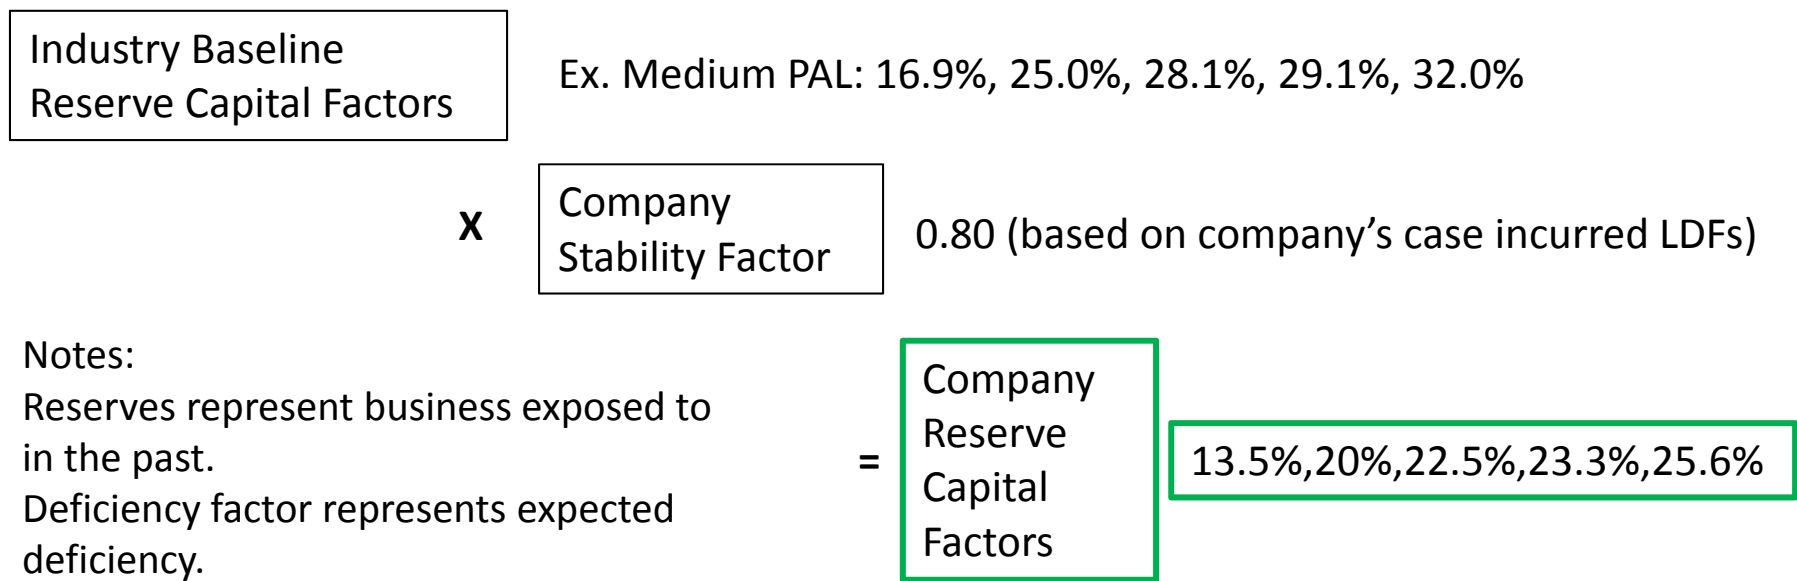 Industry Baseline
Reserve Capital Factors
Ex. Medium PAL: 16.9%, 25.0%, 28.1%, 29.1%, 32.0%
X
Company
Stability Factor
0.80 (based on company’s case incurred LDFs)
Notes:
Reserves represent business exposed to
in the past.
Deficiency factor represents expected
deficiency.
=
Company
Reserve
Capital
Factors
13.5%,20%,22.5%,23.3%,25.6%